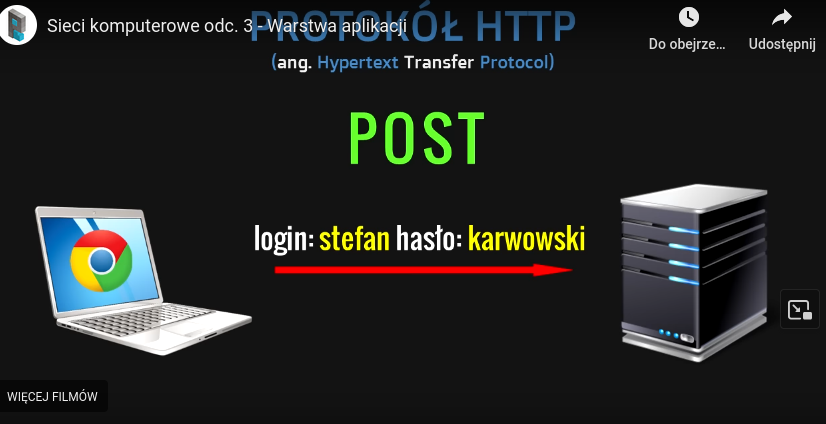 PROTOKÓŁ HTTP
Sieci komputerowe odc. 3 - Warstwa aplikacji
Do obejrze...
Udostępnij
(ang. Hypertext Transfer Protocol)
POST
login: stefan hasło: karwowski
WIĘCEJ FILMÓW